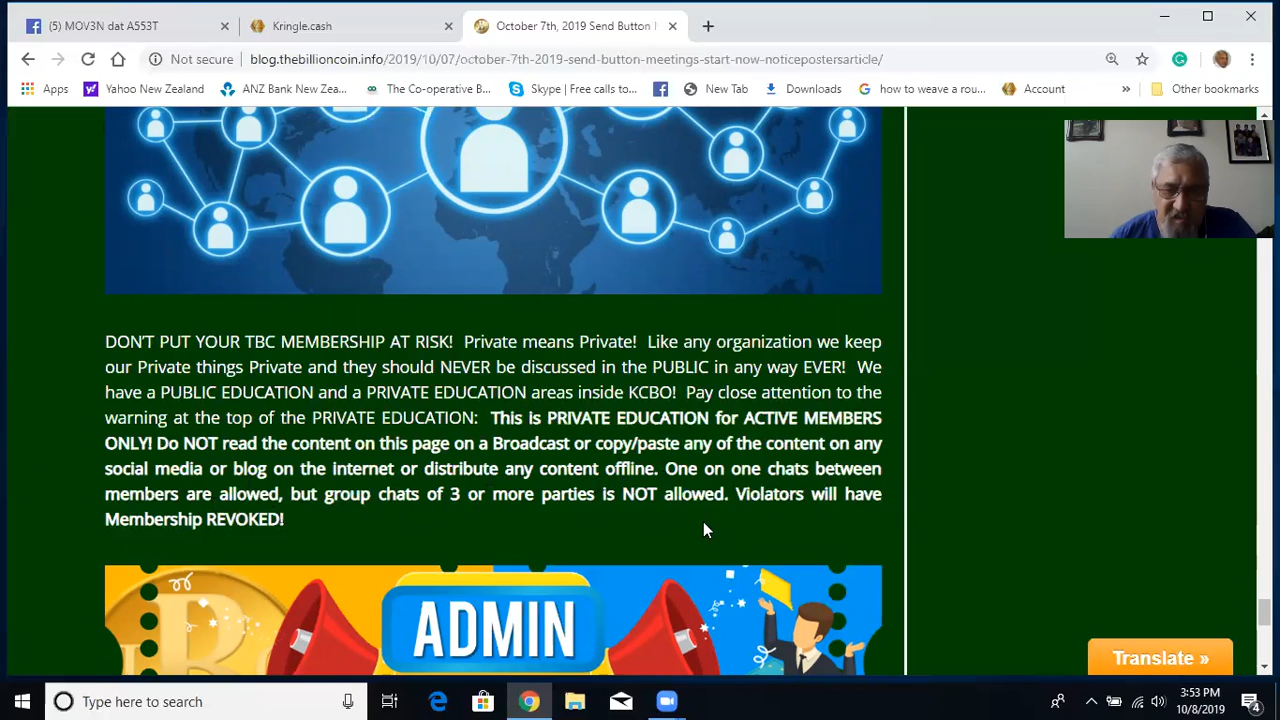 (5) MOV3N dat A553T
Kringle.cash
October 7th, 2019 Send Button
Not secure
blog.thebillioncoin.info/2019/10/07/october-7th-2019-send-button-meetings-start-now-noticepostersarticle/
Apps
Yahoo New Zealand
ANZ Bank New Zea...
The Co-operative B...
Skype | Free calls to...
New Tab
Downloads
how to weave a rou...
Account
»
Other bookmarks
DON'T PUT YOUR TBC MEMBERSHIP AT RISK! Private means Private! Like any organization we keep
our Private things Private and they should NEVER be discussed in the PUBLIC in any way EVER! We
have a PUBLIC EDUCATION and a PRIVATE EDUCATION areas inside KCBO! Pay close attention to the
warning at the top of the PRIVATE EDUCATION: This is PRIVATE EDUCATION for ACTIVE MEMBERS
ONLY! Do NOT read the content on this page on a Broadcast or copy/paste any of the content on any
social media or blog on the internet or distribute any content offline. One on one chats between
members are allowed, but group chats of 3 or more parties is NOT allowed. Violators will have
Membership REVOKED!
ADMIN
Translate »
Type here to search
3:53 PM
10/8/2019
4